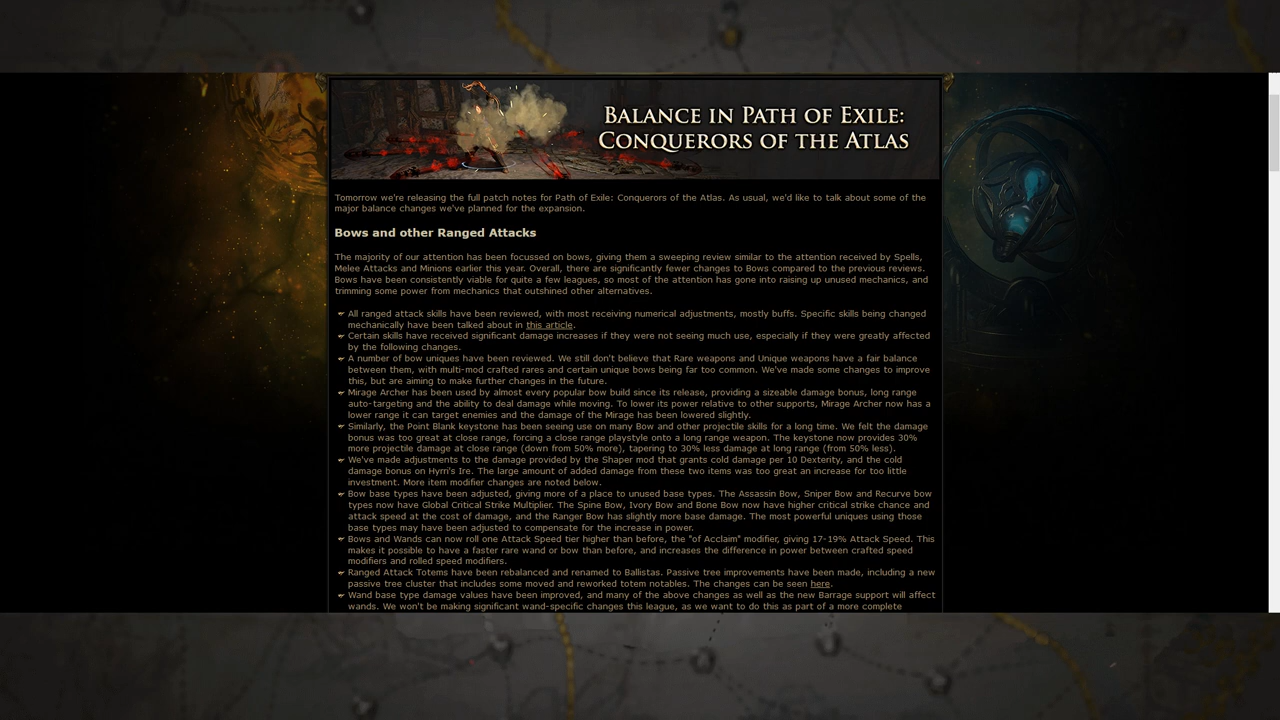 BALANCE IN PATH OF EXILE:
CONQUERORS OF THE ATLAS
Tomorrow we're releasing the full patch notes for Path of Exile: Conquerors of the Atlas. As usual, we'd like to talk about some of the
major balance changes we've planned for the expansion.
Bows and other Ranged Attacks
The majority of our attention has been focussed on bows, giving them a sweeping review similar to the attention received by Spells,
Melee Attacks and Minions earlier this year. Overall, there are significantly fewer changes to Bows compared to the previous reviews.
Bows have been consistently viable for quite a few leagues, so most of the attention has gone into raising up unused mechanics, and
trimming some power from mechanics that outshined other alternatives.
All ranged attack skills have been reviewed, with most receiving numerical adjustments, mostly buffs. Specific skills being changed
mechanically have been talked about in this article.
Certain skills have received significant damage increases if they were not seeing much use, especially if they were greatly affected
by the following changes.
A number of bow uniques have been reviewed. We still don't believe that Rare weapons and Unique weapons have a fair balance
between them, with multi-mod crafted rares and certain unique bows being far too common. We've made some changes to improve
this, but are aiming to make further changes in the future.
Mirage Archer has been used by almost every popular bow build since its release, providing a sizeable damage bonus, long range
auto-targeting and the ability to deal damage while moving. To lower its power relative to other supports, Mirage Archer now has a
lower range it can target enemies and the damage of the Mirage has been lowered slightly.
Similarly, the Point Blank keystone has been seeing use on many Bow and other projectile skills for a long time. We felt the damage
bonus was too great at close range, forcing a close range playstyle onto a long range weapon. The keystone now provides 30%
more projectile damage at close range (down from 50% more), tapering to 30% less damage at long range (from 50% less).
We've made adjustments to the damage provided by the Shaper mod that grants cold damage per 10 Dexterity, and the cold
damage bonus on Hyrri's Ire. The large amount of added damage from these two items was too great an increase for too little
investment. More item modifier changes are noted below.
Bow base types have been adjusted, giving more of a place to unused base types. The Assassin Bow, Sniper Bow and Recurve bow
types now have Global Critical Strike Multiplier. The Spine Bow, Ivory Bow and Bone Bow now have higher critical strike chance and
attack speed at the cost of damage, and the Ranger Bow has slightly more base damage. The most powerful uniques using those
base types may have been adjusted to compensate for the increase in power.
Bows and Wands can now roll one Attack Speed tier higher than before, the "of Acclaim" modifier, giving 17-19% Attack Speed. This
makes it possible to have a faster rare wand or bow than before, and increases the difference in power between crafted speed
modifiers and rolled speed modifiers.
Ranged Attack Totems have been rebalanced and renamed to Ballistas. Passive tree improvements have been made, including a new
passive tree cluster that includes some moved and reworked totem notables. The changes can be seen here.
Wand base type damage values have been improved, and many of the above changes as well as the new Barrage support will affect
wands. We won't be making significant wand-specific changes this league, as we want to do this as part of a more complete